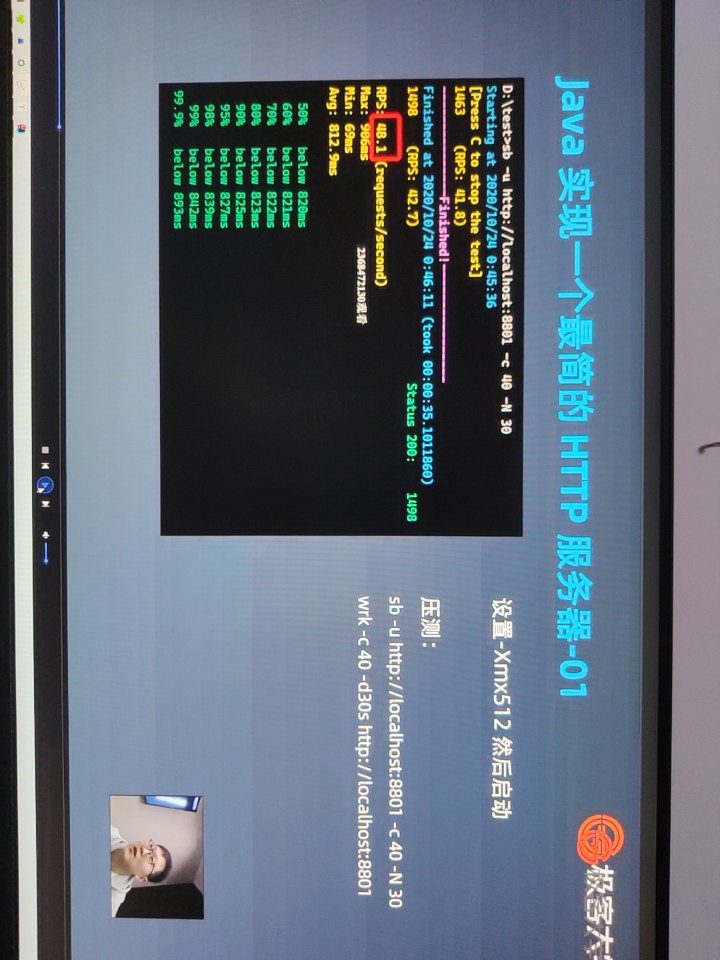 极客大学
Java 实现一个最简的 HTTP 服务器-01
D:\test>sb -u http://localhost:8801 -c 40 -N 30
Starting at 2020/10/24 0:45:36
[Press C to stop the test]
1463 (RPS: 41.8)
-----------------Finished!-----------------
Finished at 2020/10/24 0:46:11 (took 00:00:35.1011860)
1498 (RPS: 42.7) Status 200: 1498
RPS: 48.1 (requests/second)
Max: 906ms
Min: 69ms
Avg: 812.9ms
2368472130观看
50% below 820ms
60% below 821ms
70% below 822ms
80% below 823ms
90% below 825ms
95% below 827ms
98% below 839ms
99% below 842ms
99.9% below 893ms
设置-Xmx512 然后启动
压测：
sb -u http://localhost:8801 -c 40 -N 30
wrk -c 40 -d30s http://localhost:8801